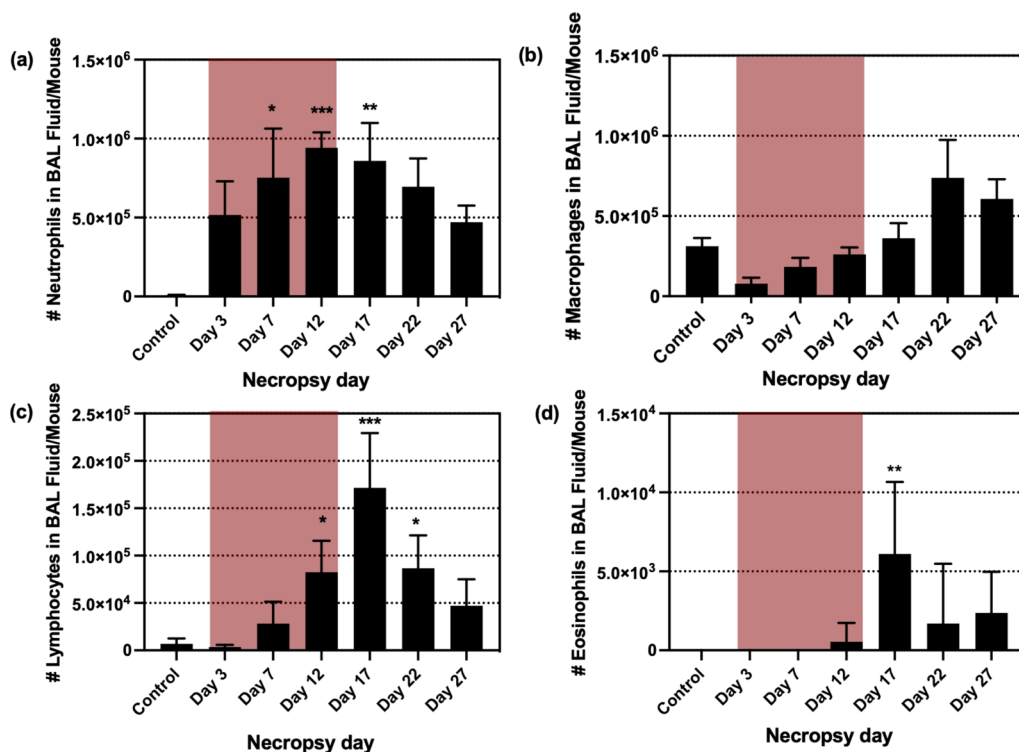 (a)
# Neutrophils in BAL Fluid/Mouse
1.5×10⁶
1.0×10⁶
5.0×10⁵
0
* *** **
Control Day 3 Day 7 Day 12 Day 17 Day 22 Day 27
Necropsy day
(b)
# Macrophages in BAL Fluid/Mouse
1.5×10⁶
1.0×10⁶
5.0×10⁵
0
Control Day 3 Day 7 Day 12 Day 17 Day 22 Day 27
Necropsy day
(c)
# Lymphocytes in BAL Fluid/Mouse
2.5×10⁵
2.0×10⁵
1.5×10⁵
1.0×10⁵
5.0×10⁴
0
* *** *
Control Day 3 Day 7 Day 12 Day 17 Day 22 Day 27
Necropsy day
(d)
# Eosinophils in BAL Fluid/Mouse
1.5×10⁴
1.0×10⁴
5.0×10³
0
**
Control Day 3 Day 7 Day 12 Day 17 Day 22 Day 27
Necropsy day